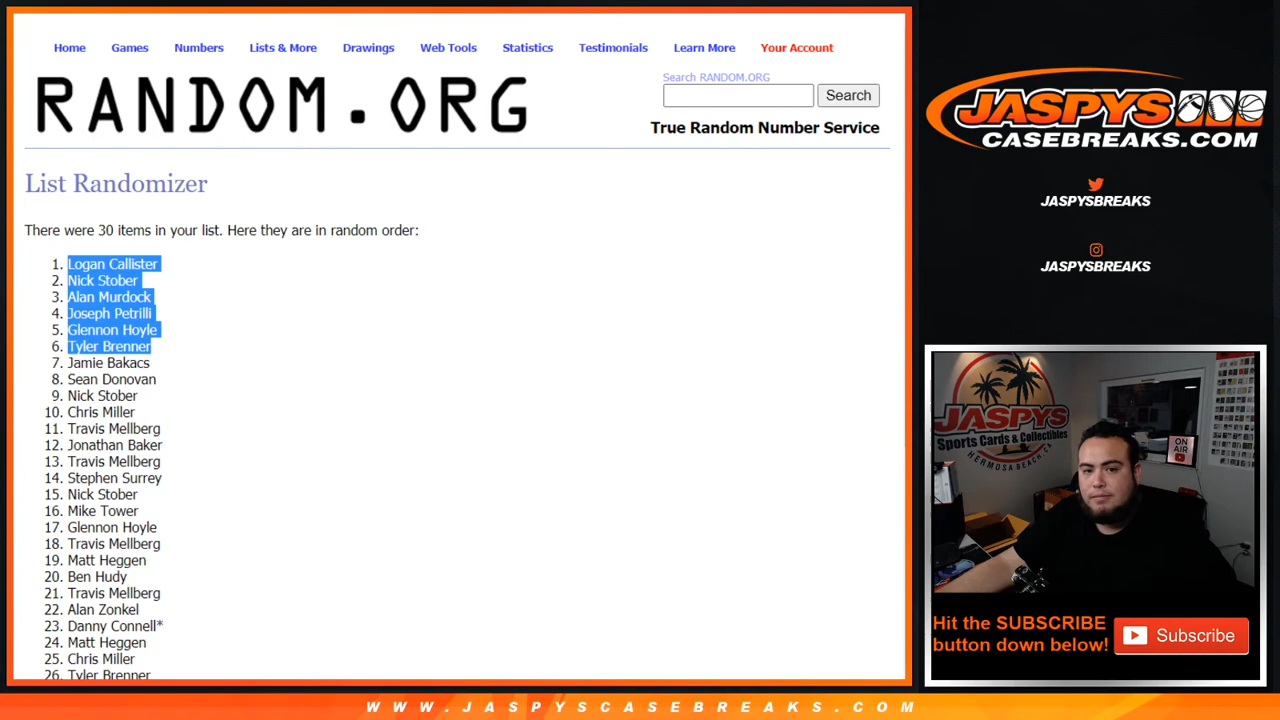 Home Games Numbers Lists & More Drawings Web Tools Statistics Testimonials Learn More Your Account
RANDOM.ORG
Search RANDOM.ORG
Search
True Random Number Service
List Randomizer
There were 30 items in your list. Here they are in random order:
1. Logan Callister
2. Nick Stober
3. Alan Murdock
4. Joseph Petrilli
5. Glennon Hoyle
6. Tyler Brenner
7. Jamie Bakacs
8. Sean Donovan
9. Nick Stober
10. Chris Miller
11. Travis Mellberg
12. Jonathan Baker
13. Travis Mellberg
14. Stephen Surrey
15. Nick Stober
16. Mike Tower
17. Glennon Hoyle
18. Travis Mellberg
19. Matt Heggen
20. Ben Hudy
21. Travis Mellberg
22. Alan Zonkel
23. Danny Connell*
24. Matt Heggen
25. Chris Miller
26. Tyler Brenner
JASPYS
CASEBREAKS.COM
JASPYSBREAKS
JASPYSBREAKS
JASPYS
Sports Cards & Collectibles
HERMOSA BEACH, CA
ON
AIR
Hit the SUBSCRIBE
button down below!
Subscribe
WWW.JASPYSCASEBREAKS.COM